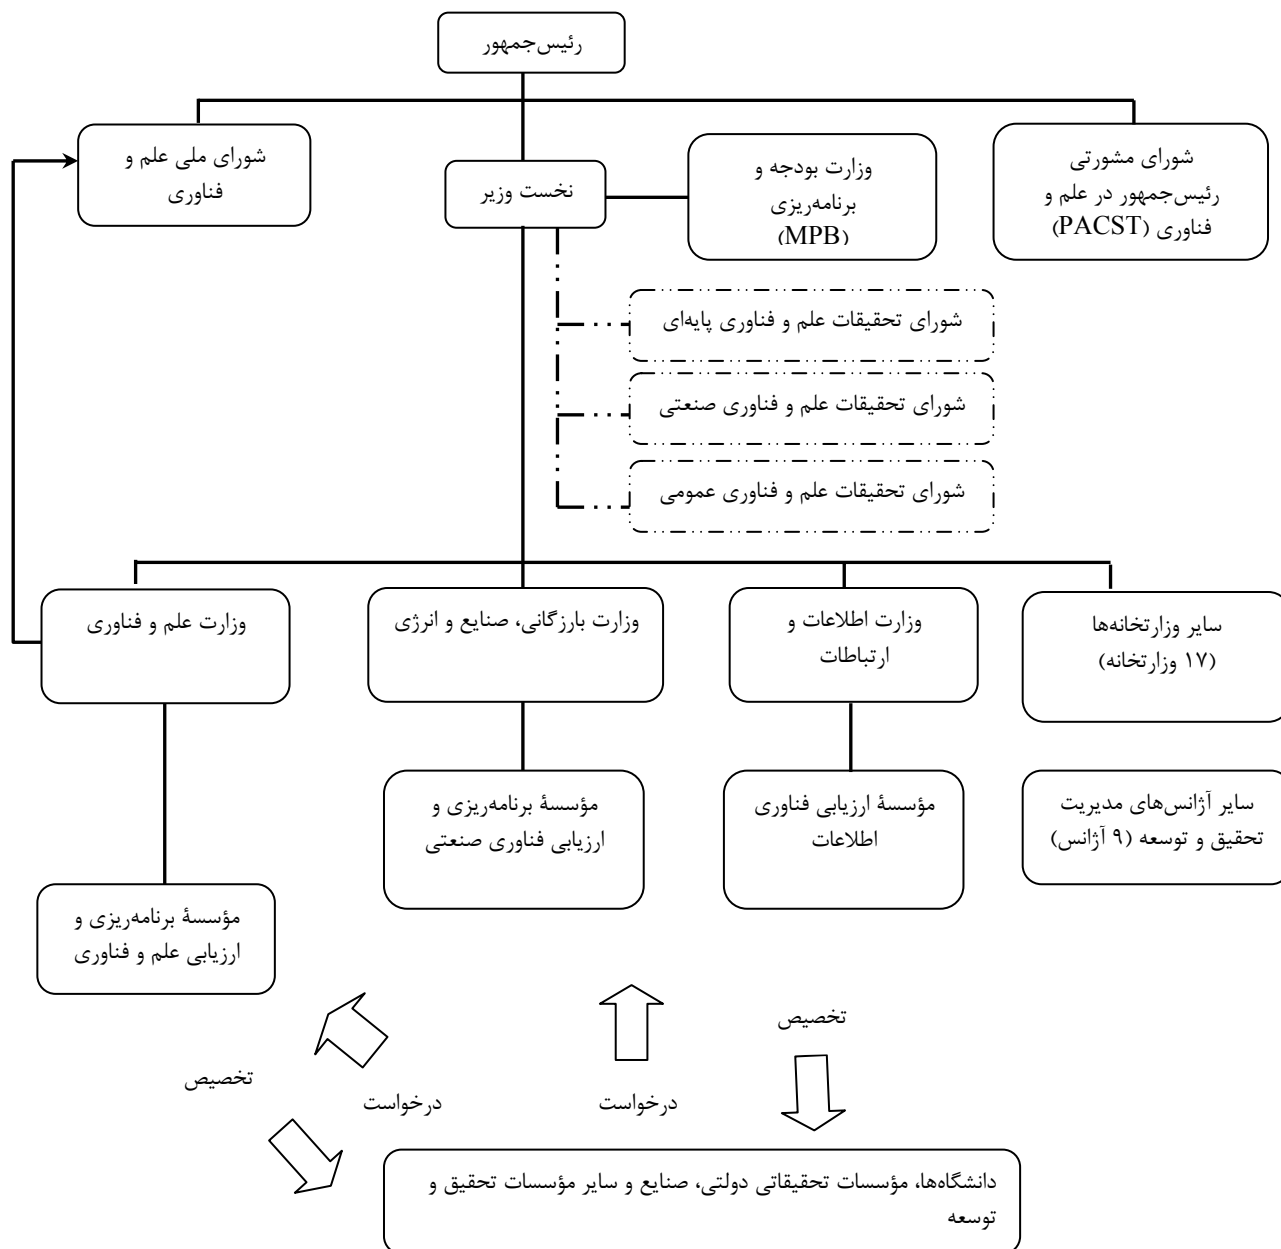 رئیس‌جمهور
شورای مشورتی
رئیس‌جمهور در علم و
فناوری (PACST)
وزارت بودجه و
برنامه‌ریزی
(MPB)
نخست وزیر
شورای ملی علم و
فناوری
شورای تحقیقات علم و فناوری پایه‌ای
شورای تحقیقات علم و فناوری صنعتی
شورای تحقیقات علم و فناوری عمومی
سایر وزارتخانه‌ها
(۱۷ وزارتخانه)
وزارت اطلاعات و
ارتباطات
وزارت بارزگانی، صنایع و انرژی
وزارت علم و فناوری
سایر آژانس‌های مدیریت
تحقیق و توسعه (۹ آژانس)
مؤسسۀ ارزیابی فناوری
اطلاعات
مؤسسۀ برنامه‌ریزی و
ارزیابی فناوری صنعتی
مؤسسۀ برنامه‌ریزی و
ارزیابی علم و فناوری
تخصیص
درخواست
درخواست
تخصیص
دانشگاه‌ها، مؤسسات تحقیقاتی دولتی، صنایع و سایر مؤسسات تحقیق و
توسعه